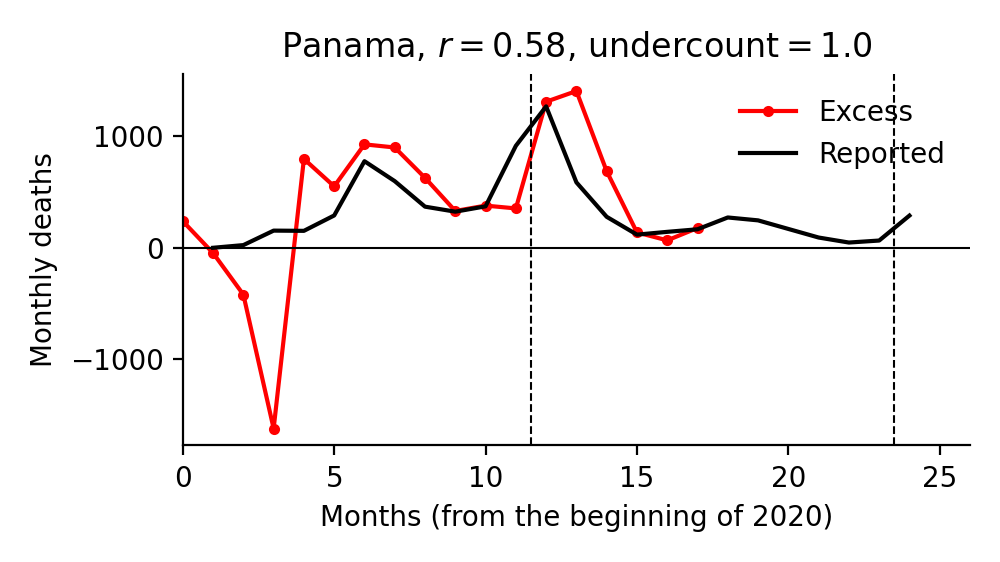 Panama, r = 0.58, undercount = 1.0
Excess
Reported
Monthly deaths
1000
0
−1000
0 5 10 15 20 25
Months (from the beginning of 2020)